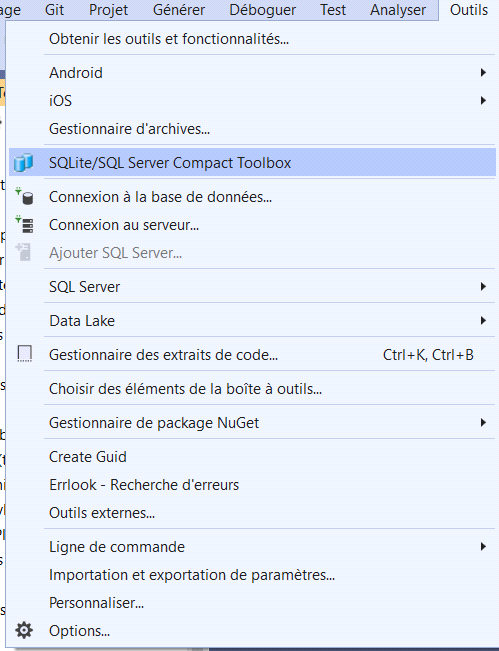 Git Projet Générer Déboguer Test Analyser Outils
Obtenir les outils et fonctionnalités...
Android
iOS
Gestionnaire d'archives...
SQLite/SQL Server Compact Toolbox
Connexion à la base de données...
Connexion au serveur...
Ajouter SQL Server...
SQL Server
Data Lake
Gestionnaire des extraits de code... Ctrl+K, Ctrl+B
Choisir des éléments de la boîte à outils...
Gestionnaire de package NuGet
Create Guid
Errlook - Recherche d'erreurs
Outils externes...
Ligne de commande
Importation et exportation de paramètres...
Personnaliser...
Options...